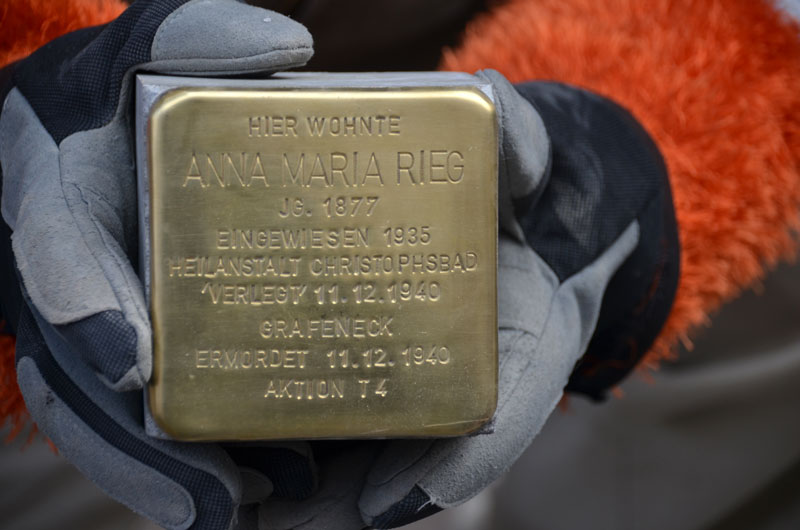 HIER WOHNTE
ANNA MARIA RIEG
JG. 1877
EINGEWIESEN 1935
HEILANSTALT CHRISTOPHSBAD
'VERLEGT' 11.12.1940
GRAFENECK
ERMORDET 11.12.1940
AKTION T4